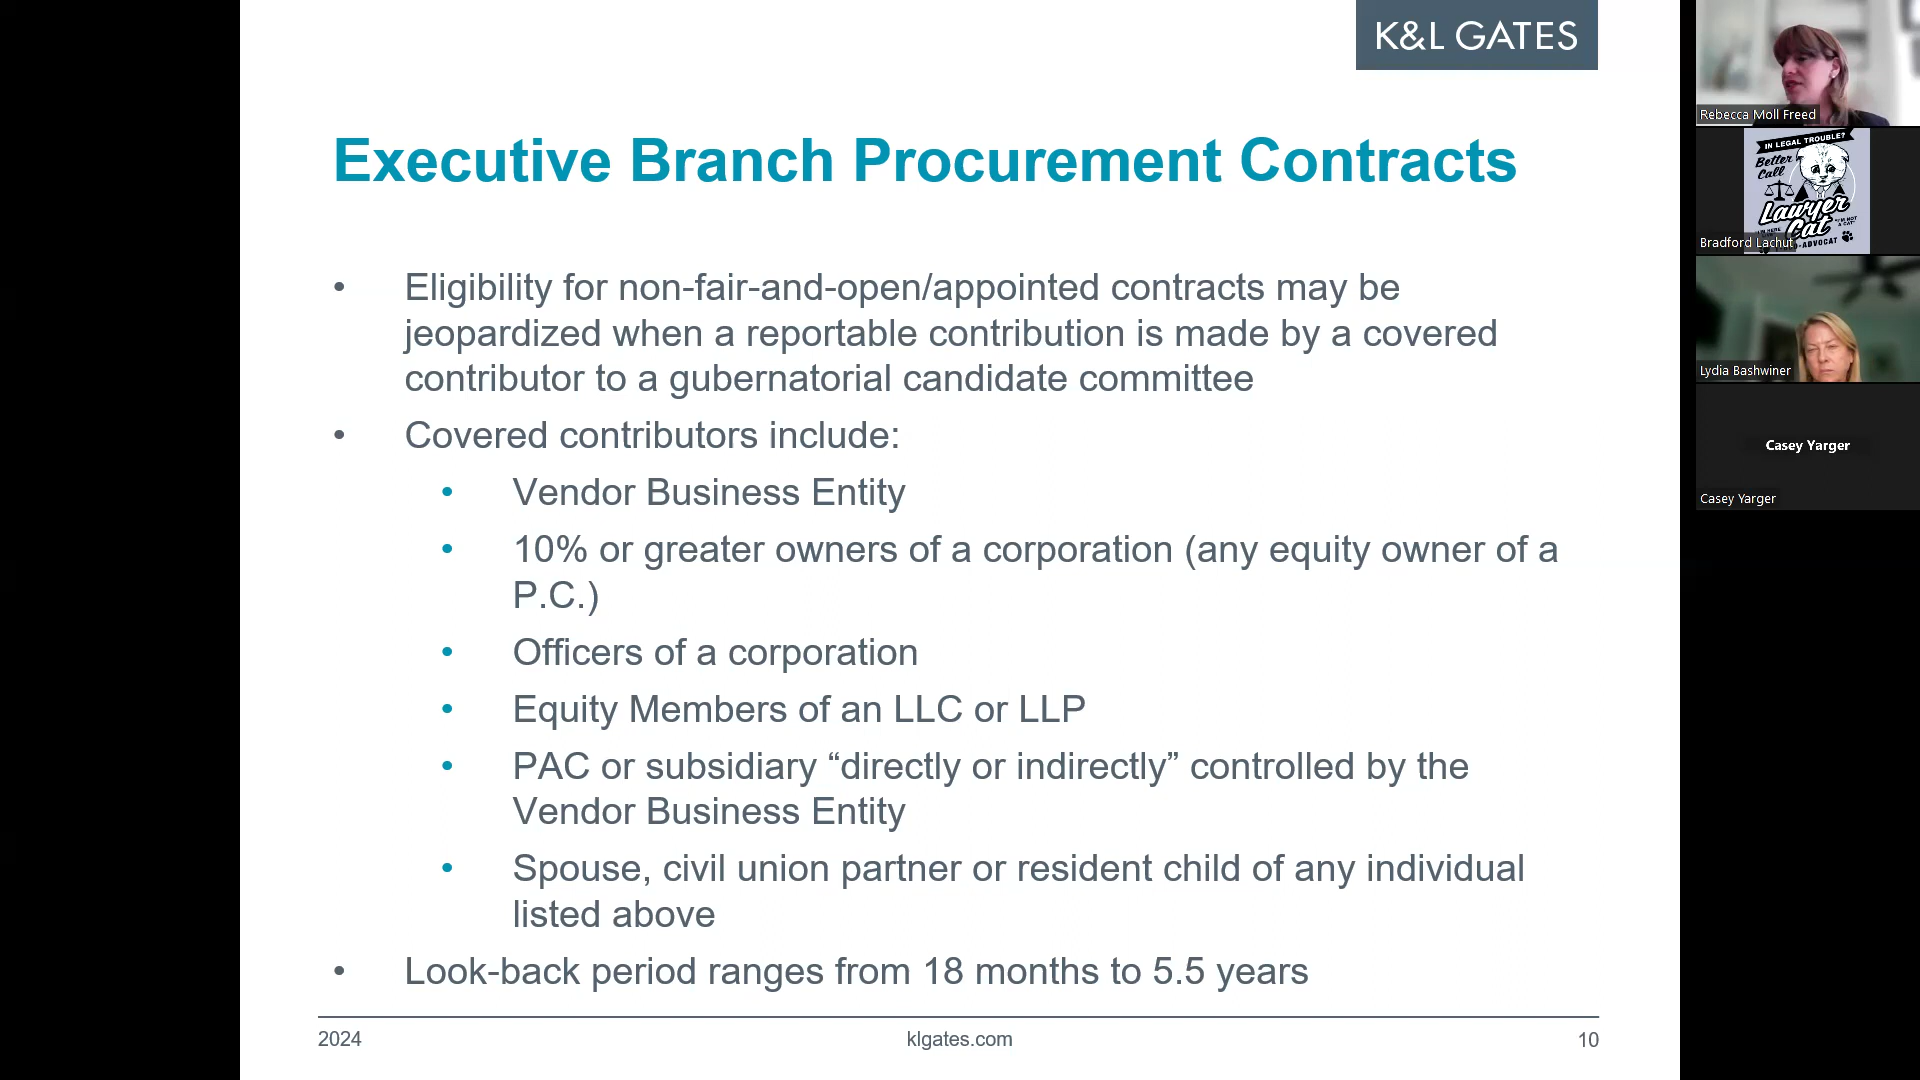 K&L GATES
Executive Branch Procurement Contracts
• Eligibility for non-fair-and-open/appointed contracts may be
jeopardized when a reportable contribution is made by a covered
contributor to a gubernatorial candidate committee
• Covered contributors include:
• Vendor Business Entity
• 10% or greater owners of a corporation (any equity owner of a
P.C.)
• Officers of a corporation
• Equity Members of an LLC or LLP
• PAC or subsidiary “directly or indirectly” controlled by the
Vendor Business Entity
• Spouse, civil union partner or resident child of any individual
listed above
• Look-back period ranges from 18 months to 5.5 years
2024
klgates.com
10
Rebecca Moll Freed
IN LEGAL TROUBLE?
Better
Call
Lawyer
Cat
"I'M NOT
A CAT"
-ADVOCAT
Bradford Lachut
Lydia Bashwiner
Casey Yarger
Casey Yarger